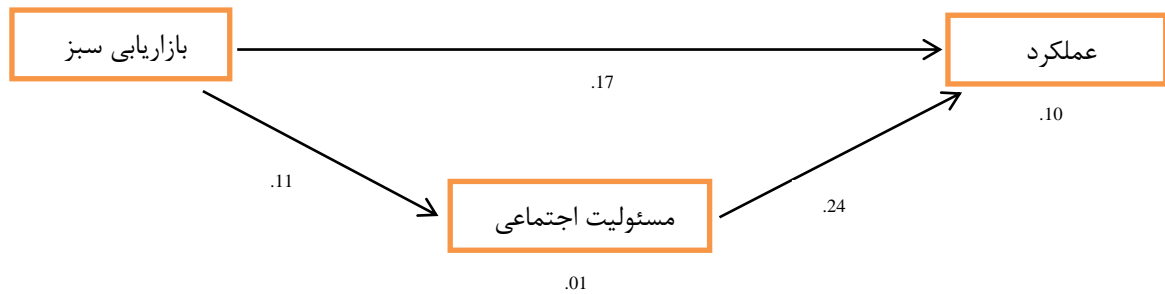 بازاریابی سبز
عملکرد
.17
.10
.11
مسئولیت اجتماعی
.24
.01